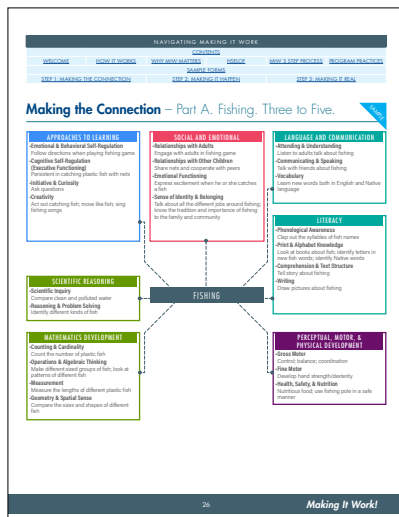 NAVIGATING MAKING IT WORK
CONTENTS
WELCOME HOW IT WORKS WHY MIW MATTERS HSELOF MIW 3 STEP PROCESS PROGRAM PRACTICES
SAMPLE FORMS
STEP 1: MAKING THE CONNECTION STEP 2: MAKING IT HAPPEN STEP 3: MAKING IT REAL
Making the Connection – Part A. Fishing. Three to Five.
SAMPLE
APPROACHES TO LEARNING
-Emotional & Behavioral Self-Regulation
Follow directions when playing fishing game
-Cognitive Self-Regulation
(Executive Functioning)
Persistent in catching plastic fish with nets
-Initiative & Curiosity
Ask questions
-Creativity
Act out catching fish; move like fish; sing
fishing songs
SOCIAL AND EMOTIONAL
-Relationships with Adults
Engage with adults in fishing game
-Relationships with Other Children
Share nets and cooperate with peers
-Emotional Functioning
Express excitement when he or she catches
a fish
-Sense of Identity & Belonging
Talk about all the different jobs around fishing;
know the tradition and importance of fishing
to the family and community
LANGUAGE AND COMMUNICATION
-Attending & Understanding
Listen to adults talk about fishing
-Communicating & Speaking
Talk with friends about fishing
-Vocabulary
Learn new words both in English and Native
language
LITERACY
-Phonological Awareness
Clap out the syllables of fish names
-Print & Alphabet Knowledge
Look at books about fish; identify letters in
new fish words; identify Native words
-Comprehension & Text Structure
Tell story about fishing
-Writing
Draw pictures about fishing
SCIENTIFIC REASONING
-Scientific Inquiry
Compare clean and polluted water
-Reasoning & Problem Solving
Identify different kinds of fish
FISHING
MATHEMATICS DEVELOPMENT
-Counting & Cardinality
Count the number of plastic fish
-Operations & Algebraic Thinking
Make different sized groups of fish; look at
patterns of different fish
-Measurement
Measure the lengths of different plastic fish
-Geometry & Spatial Sense
Compare the sizes and shapes of different
fish
PERCEPTUAL, MOTOR, &
PHYSICAL DEVELOPMENT
-Gross Motor
Control; balance; coordination
-Fine Motor
Develop hand strength/dexterity
-Health, Safety, & Nutrition
Nutritious food; use fishing pole in a safe
manner
26
Making It Work!